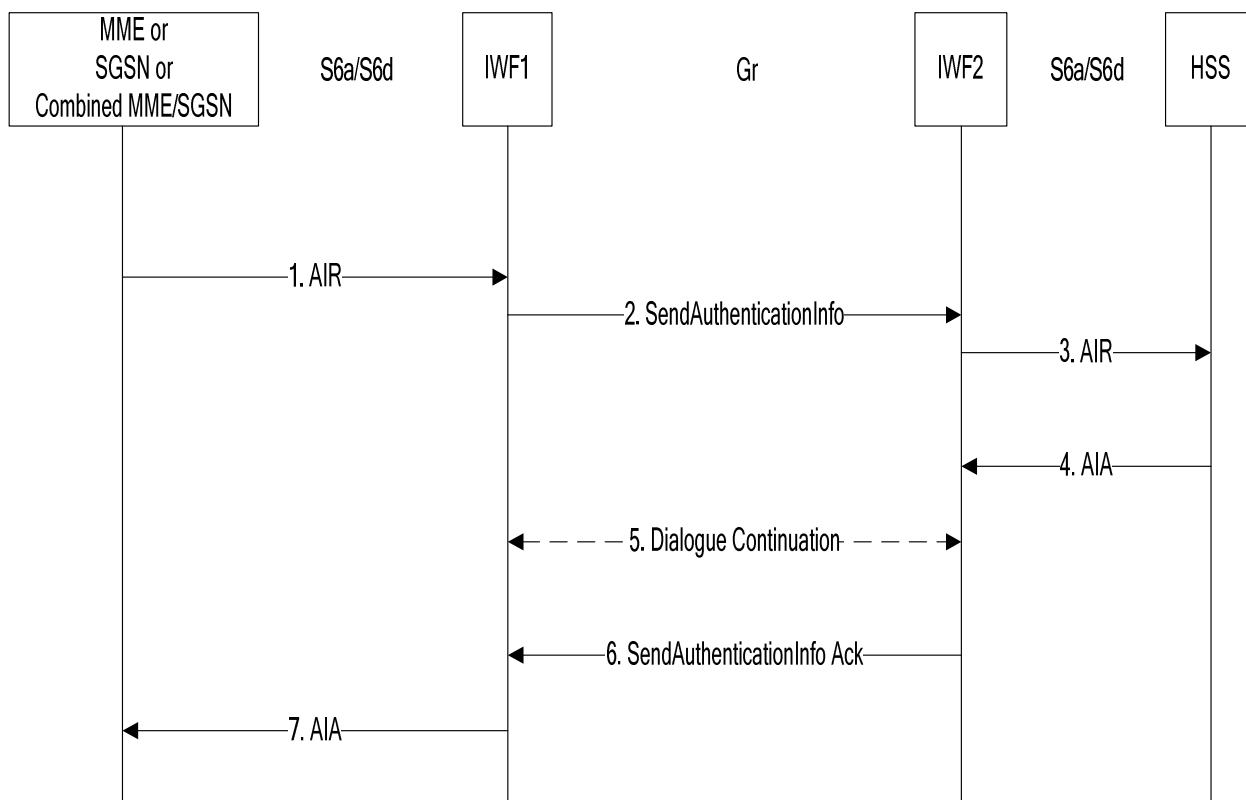 MME or
SGSN or
Combined MME/SGSN
S6a/S6d
IWF1
Gr
IWF2
S6a/S6d
HSS
1. AIR
2. SendAuthenticationInfo
3. AIR
4. AIA
5. Dialogue Continuation
6. SendAuthenticationInfo Ack
7. AIA